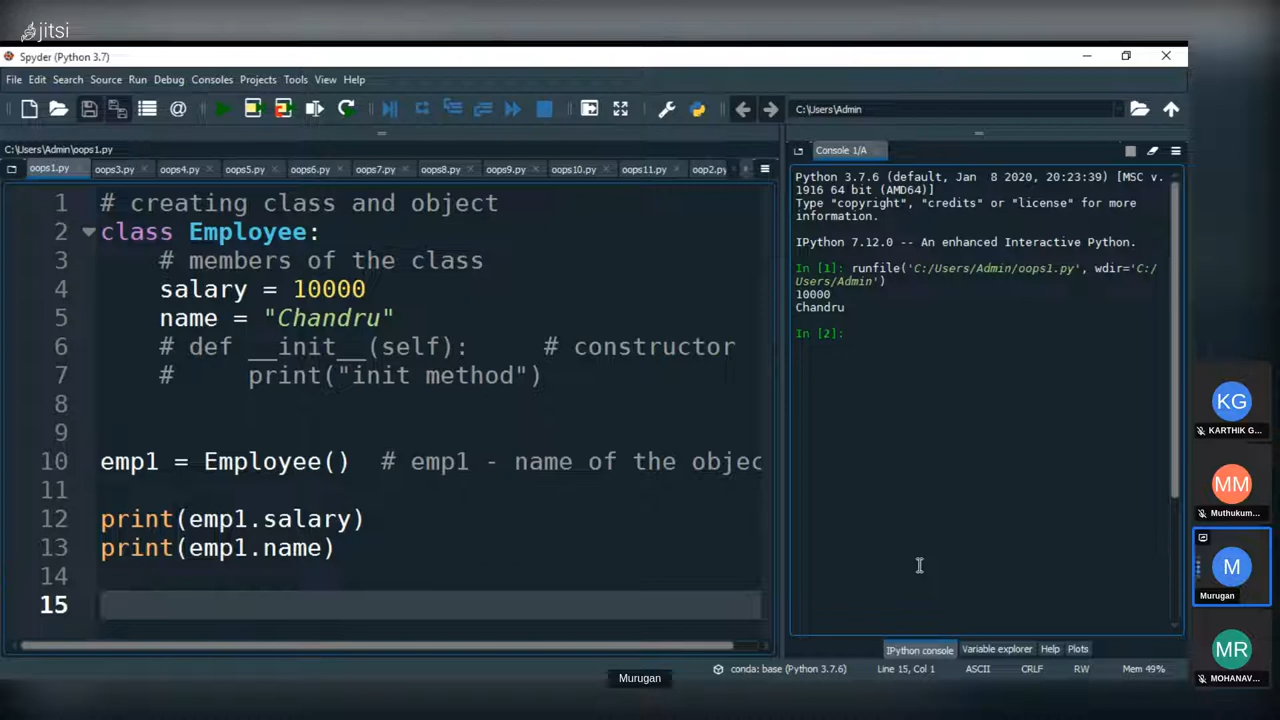 jitsi
Spyder (Python 3.7)
File Edit Search Source Run Debug Consoles Projects Tools View Help
C:\Users\Admin
C:\Users\Admin\oops1.py
oops1.py oops3.py oops4.py oops5.py oops6.py oops7.py oops8.py oops9.py oops10.py oops11.py oop2.py
1 # creating class and object
2 class Employee:
3 # members of the class
4 salary = 10000
5 name = "Chandru"
6 # def __init__(self): # constructor
7 # print("init method")
8
9
10 emp1 = Employee() # emp1 - name of the objec
11
12 print(emp1.salary)
13 print(emp1.name)
14
15
Console 1/A
Python 3.7.6 (default, Jan 8 2020, 20:23:39) [MSC v.
1916 64 bit (AMD64)]
Type "copyright", "credits" or "license" for more
information.
IPython 7.12.0 -- An enhanced Interactive Python.
In [1]: runfile('C:/Users/Admin/oops1.py', wdir='C:/
Users/Admin')
10000
Chandru
In [2]:
IPython console Variable explorer Help Plots
conda: base (Python 3.7.6) Line 15, Col 1 ASCII CRLF RW Mem 49%
Murugan
KG
KARTHIK G...
MM
Muthukum...
M
Murugan
MR
MOHANAV...